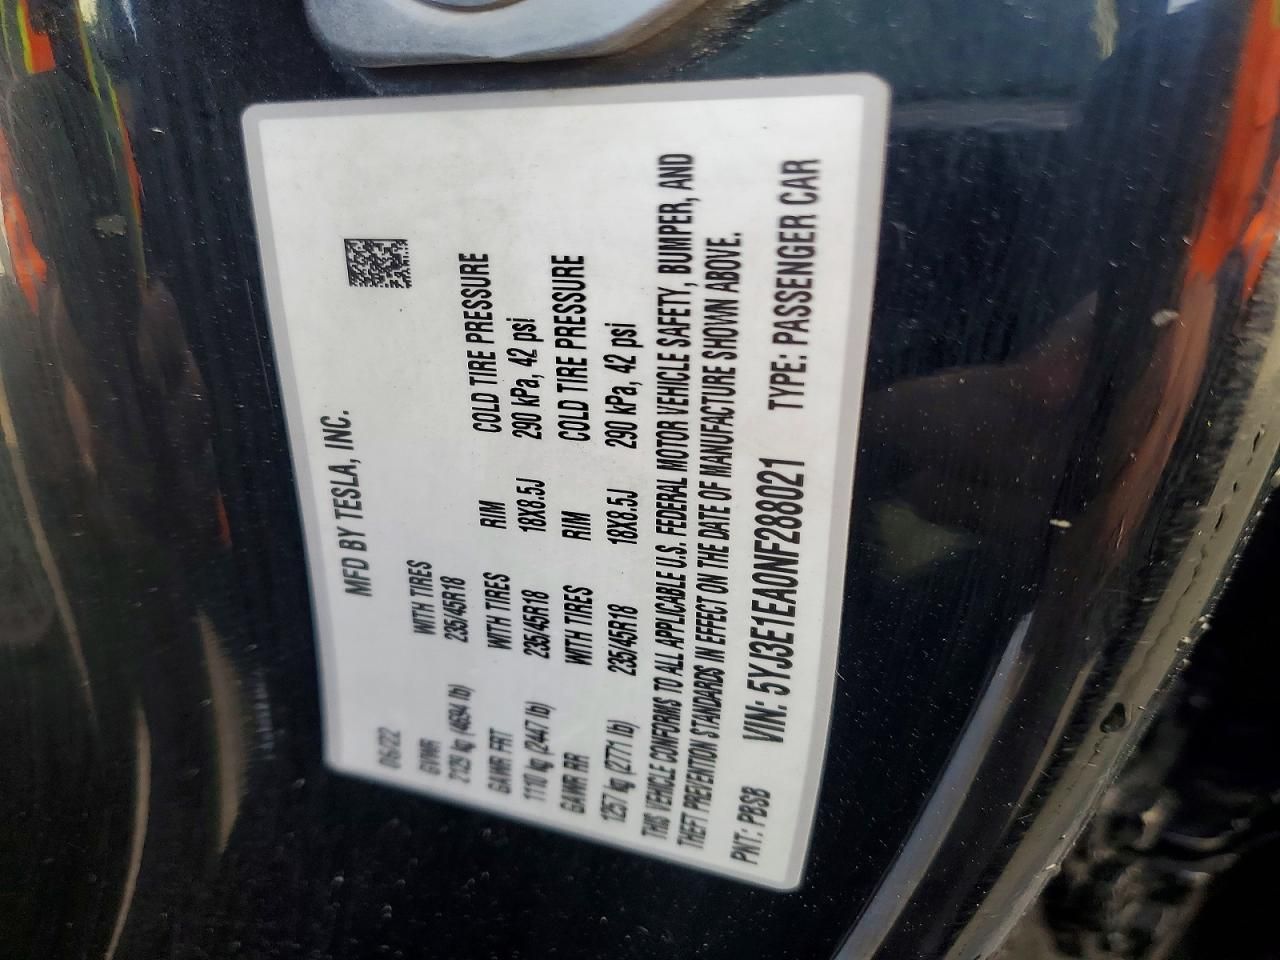 MFD BY TESLA, INC.
06/22
GVWR WITH TIRES
2129 kg (4694 lb) 235/45R18
GAWR FRT WITH TIRES RIM COLD TIRE PRESSURE
1110 kg (2447 lb) 235/45R18 18X8.5J 290 kPa, 42 psi
GAWR RR WITH TIRES RIM COLD TIRE PRESSURE
1257 kg (2771 lb) 235/45R18 18X8.5J 290 kPa, 42 psi
THIS VEHICLE CONFORMS TO ALL APPLICABLE U.S. FEDERAL MOTOR VEHICLE SAFETY, BUMPER, AND
THEFT PREVENTION STANDARDS IN EFFECT ON THE DATE OF MANUFACTURE SHOWN ABOVE.
PNT: PBSB VIN: 5YJ3E1EA0NF288021 TYPE: PASSENGER CAR